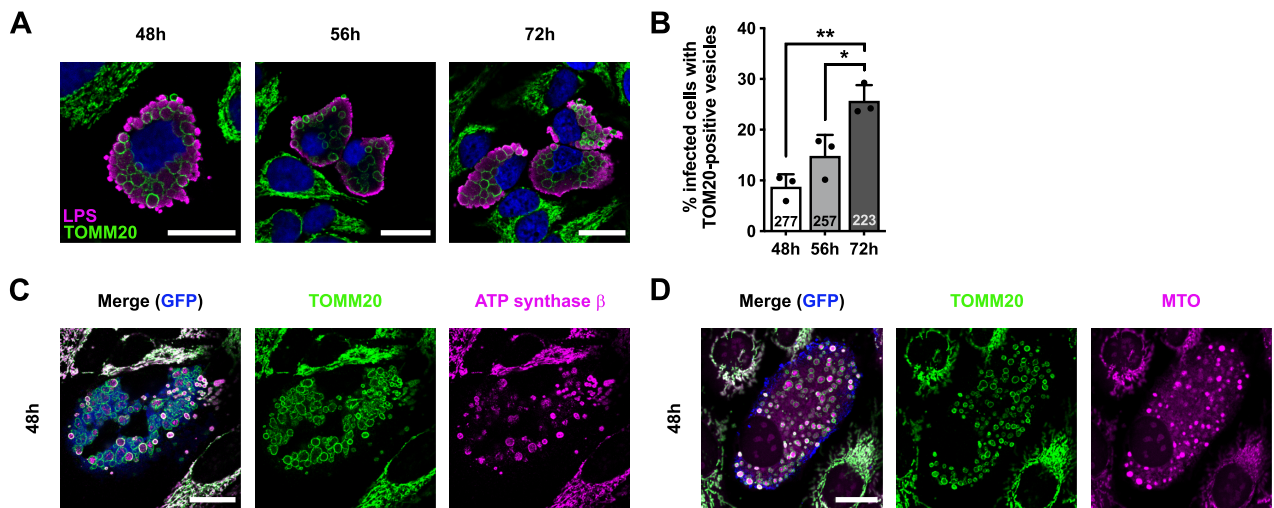 A
48h
56h
72h
LPS
TOMM20
B
% infected cells with
TOM20-positive vesicles
40
30
20
10
0
**
*
277
257
223
48h
56h
72h
C
Merge (GFP)
TOMM20
ATP synthase β
48h
D
Merge (GFP)
TOMM20
MTO
48h